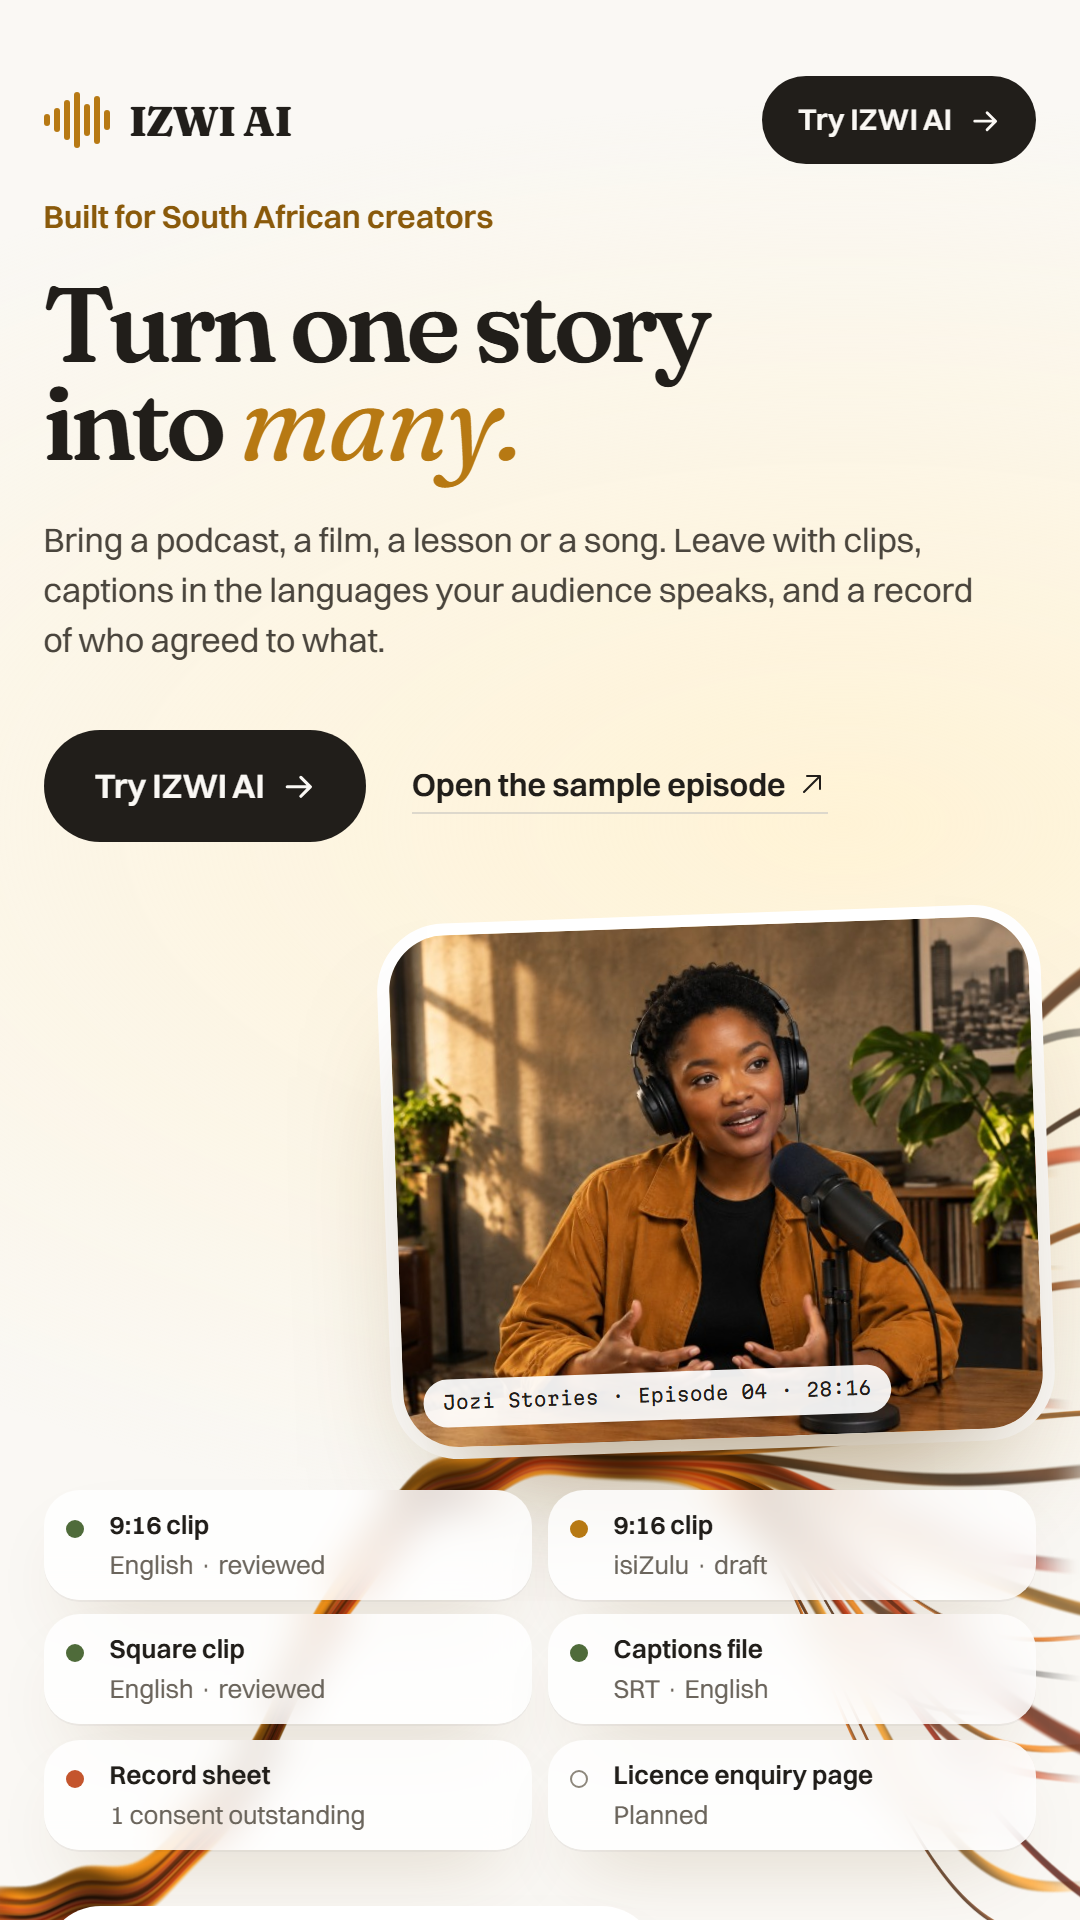 IZWI AI
Try IZWI AI
Built for South African creators
Turn one story
into many.
Bring a podcast, a film, a lesson or a song. Leave with clips,
captions in the languages your audience speaks, and a record
of who agreed to what.
Try IZWI AI
Open the sample episode
Jozi Stories · Episode 04 · 28:16
9:16 clip
English · reviewed
9:16 clip
isiZulu · draft
Square clip
English · reviewed
Captions file
SRT · English
Record sheet
1 consent outstanding
Licence enquiry page
Planned